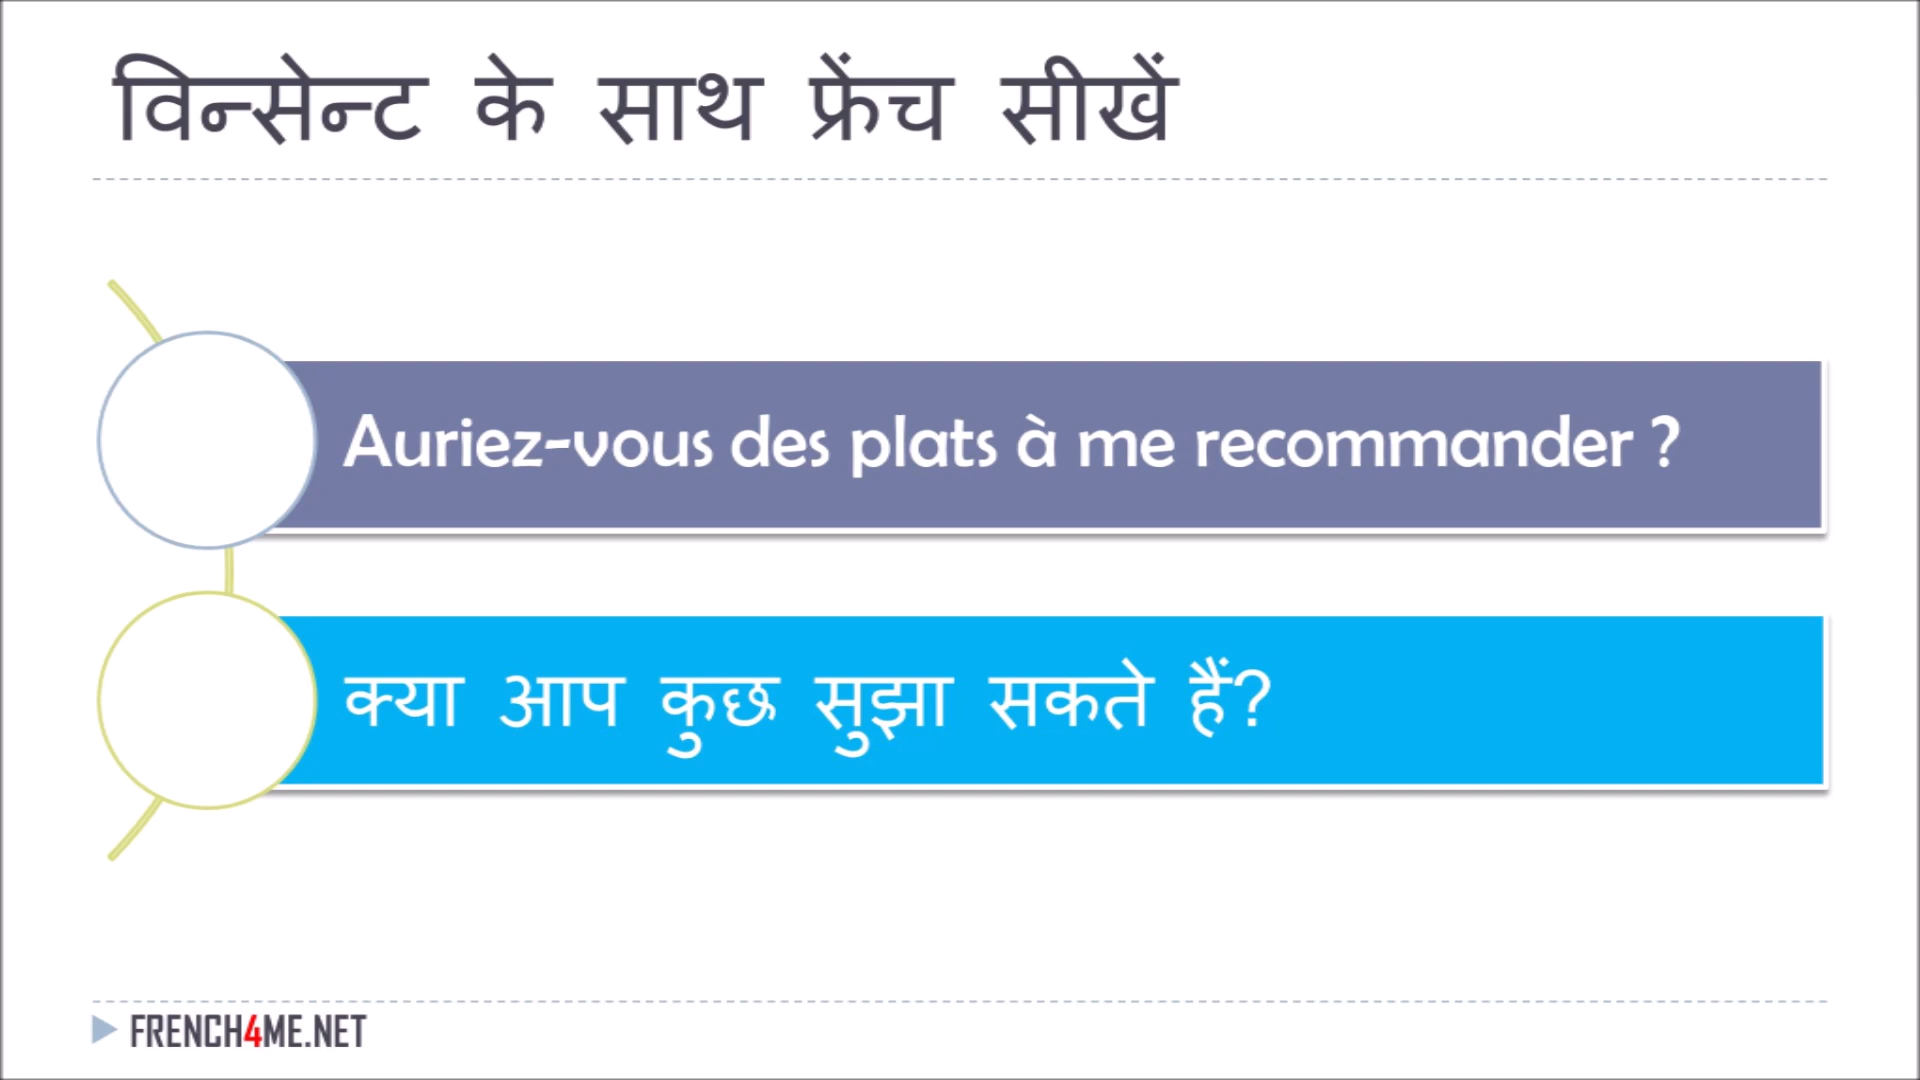 विन्सेन्ट के साथ फ्रेंच सीखें
Auriez-vous des plats à me recommander ?
क्या आप कुछ सुझा सकते हैं?
FRENCH4ME.NET